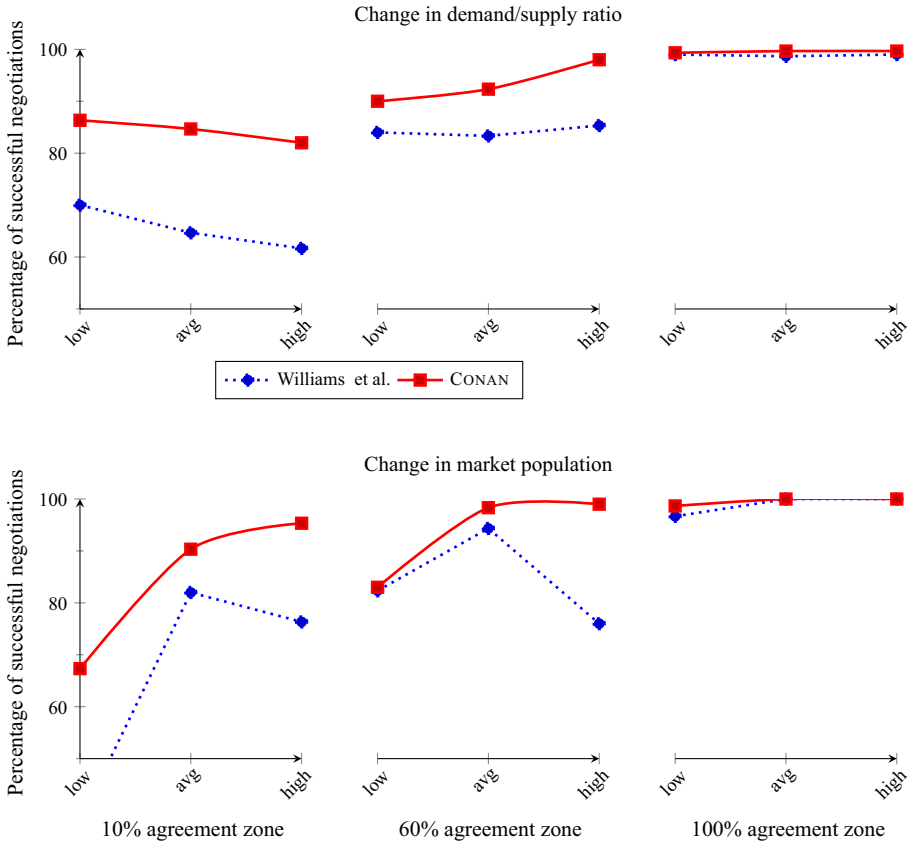 Change in demand/supply ratio
Percentage of successful negotiations
100
80
60
low avg high
low avg high
low avg high
Williams et al. CONAN
Change in market population
Percentage of successful negotiations
100
80
60
low avg high
low avg high
low avg high
10% agreement zone
60% agreement zone
100% agreement zone